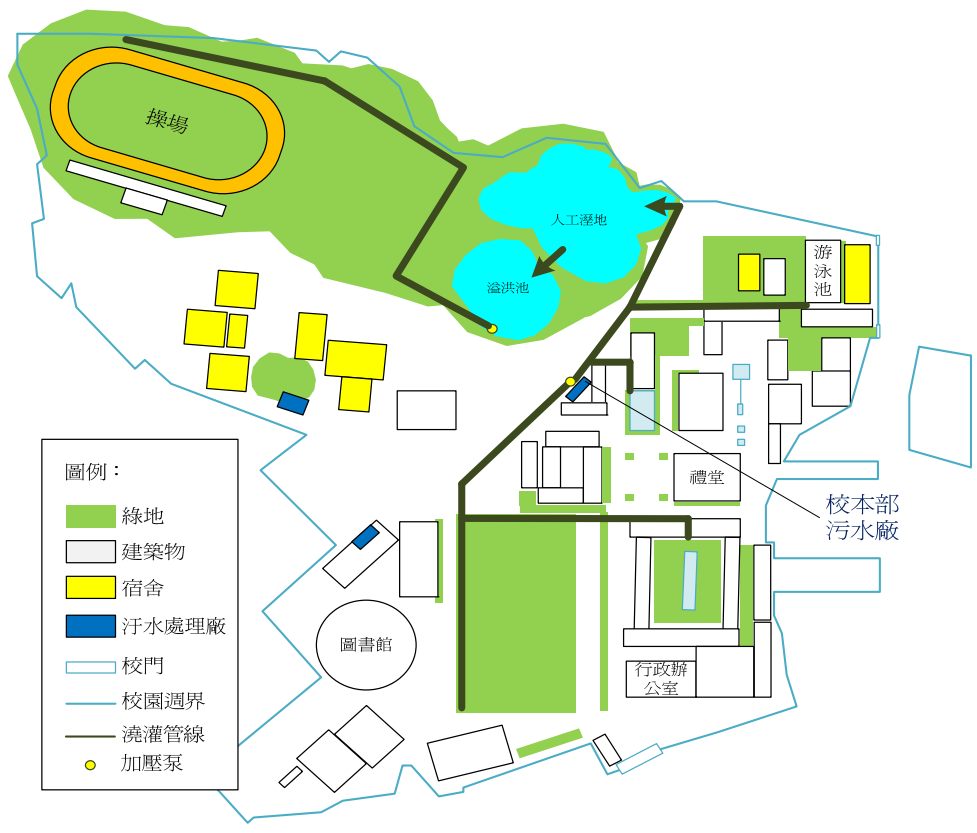 操場
人工溼地
溢洪池
游
泳
池
禮堂
校本部
污水廠
圖書館
行政辦
公室
圖例：
綠地
建築物
宿舍
汙水處理廠
校門
校園週界
澆灌管線
加壓泵